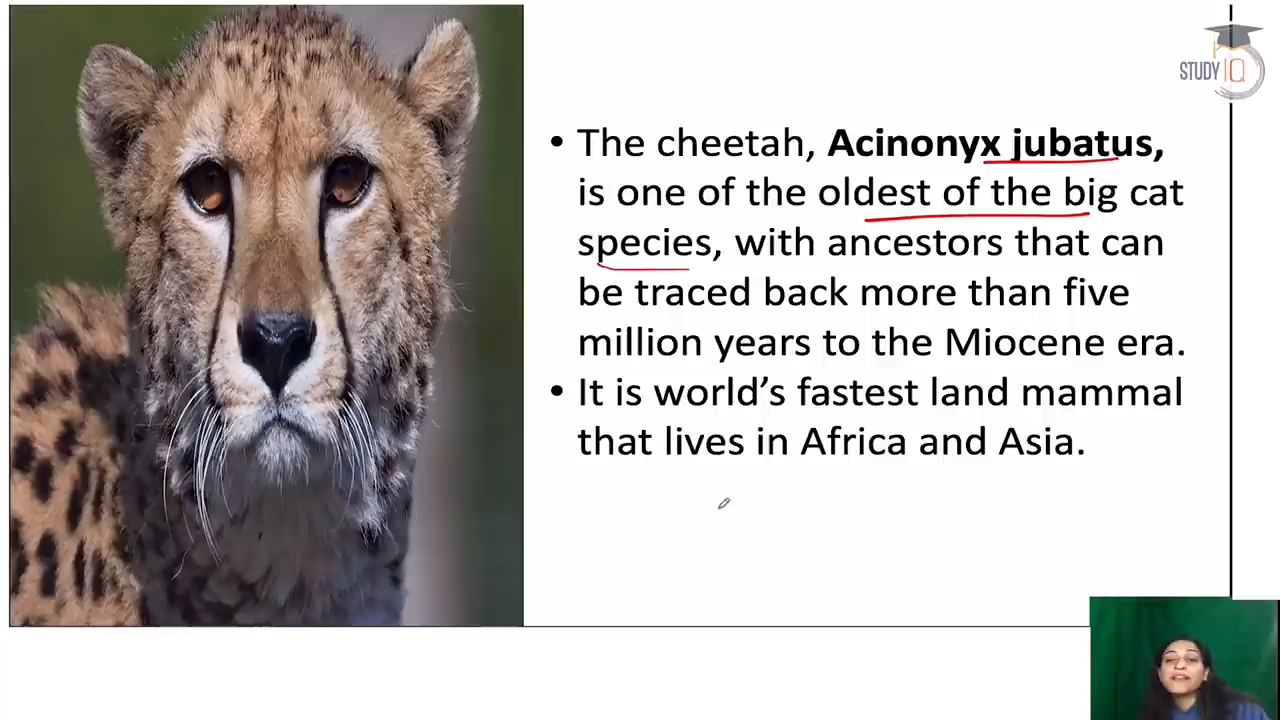 STUDY IQ
• The cheetah, Acinonyx jubatus,
is one of the oldest of the big cat
species, with ancestors that can
be traced back more than five
million years to the Miocene era.
• It is world’s fastest land mammal
that lives in Africa and Asia.